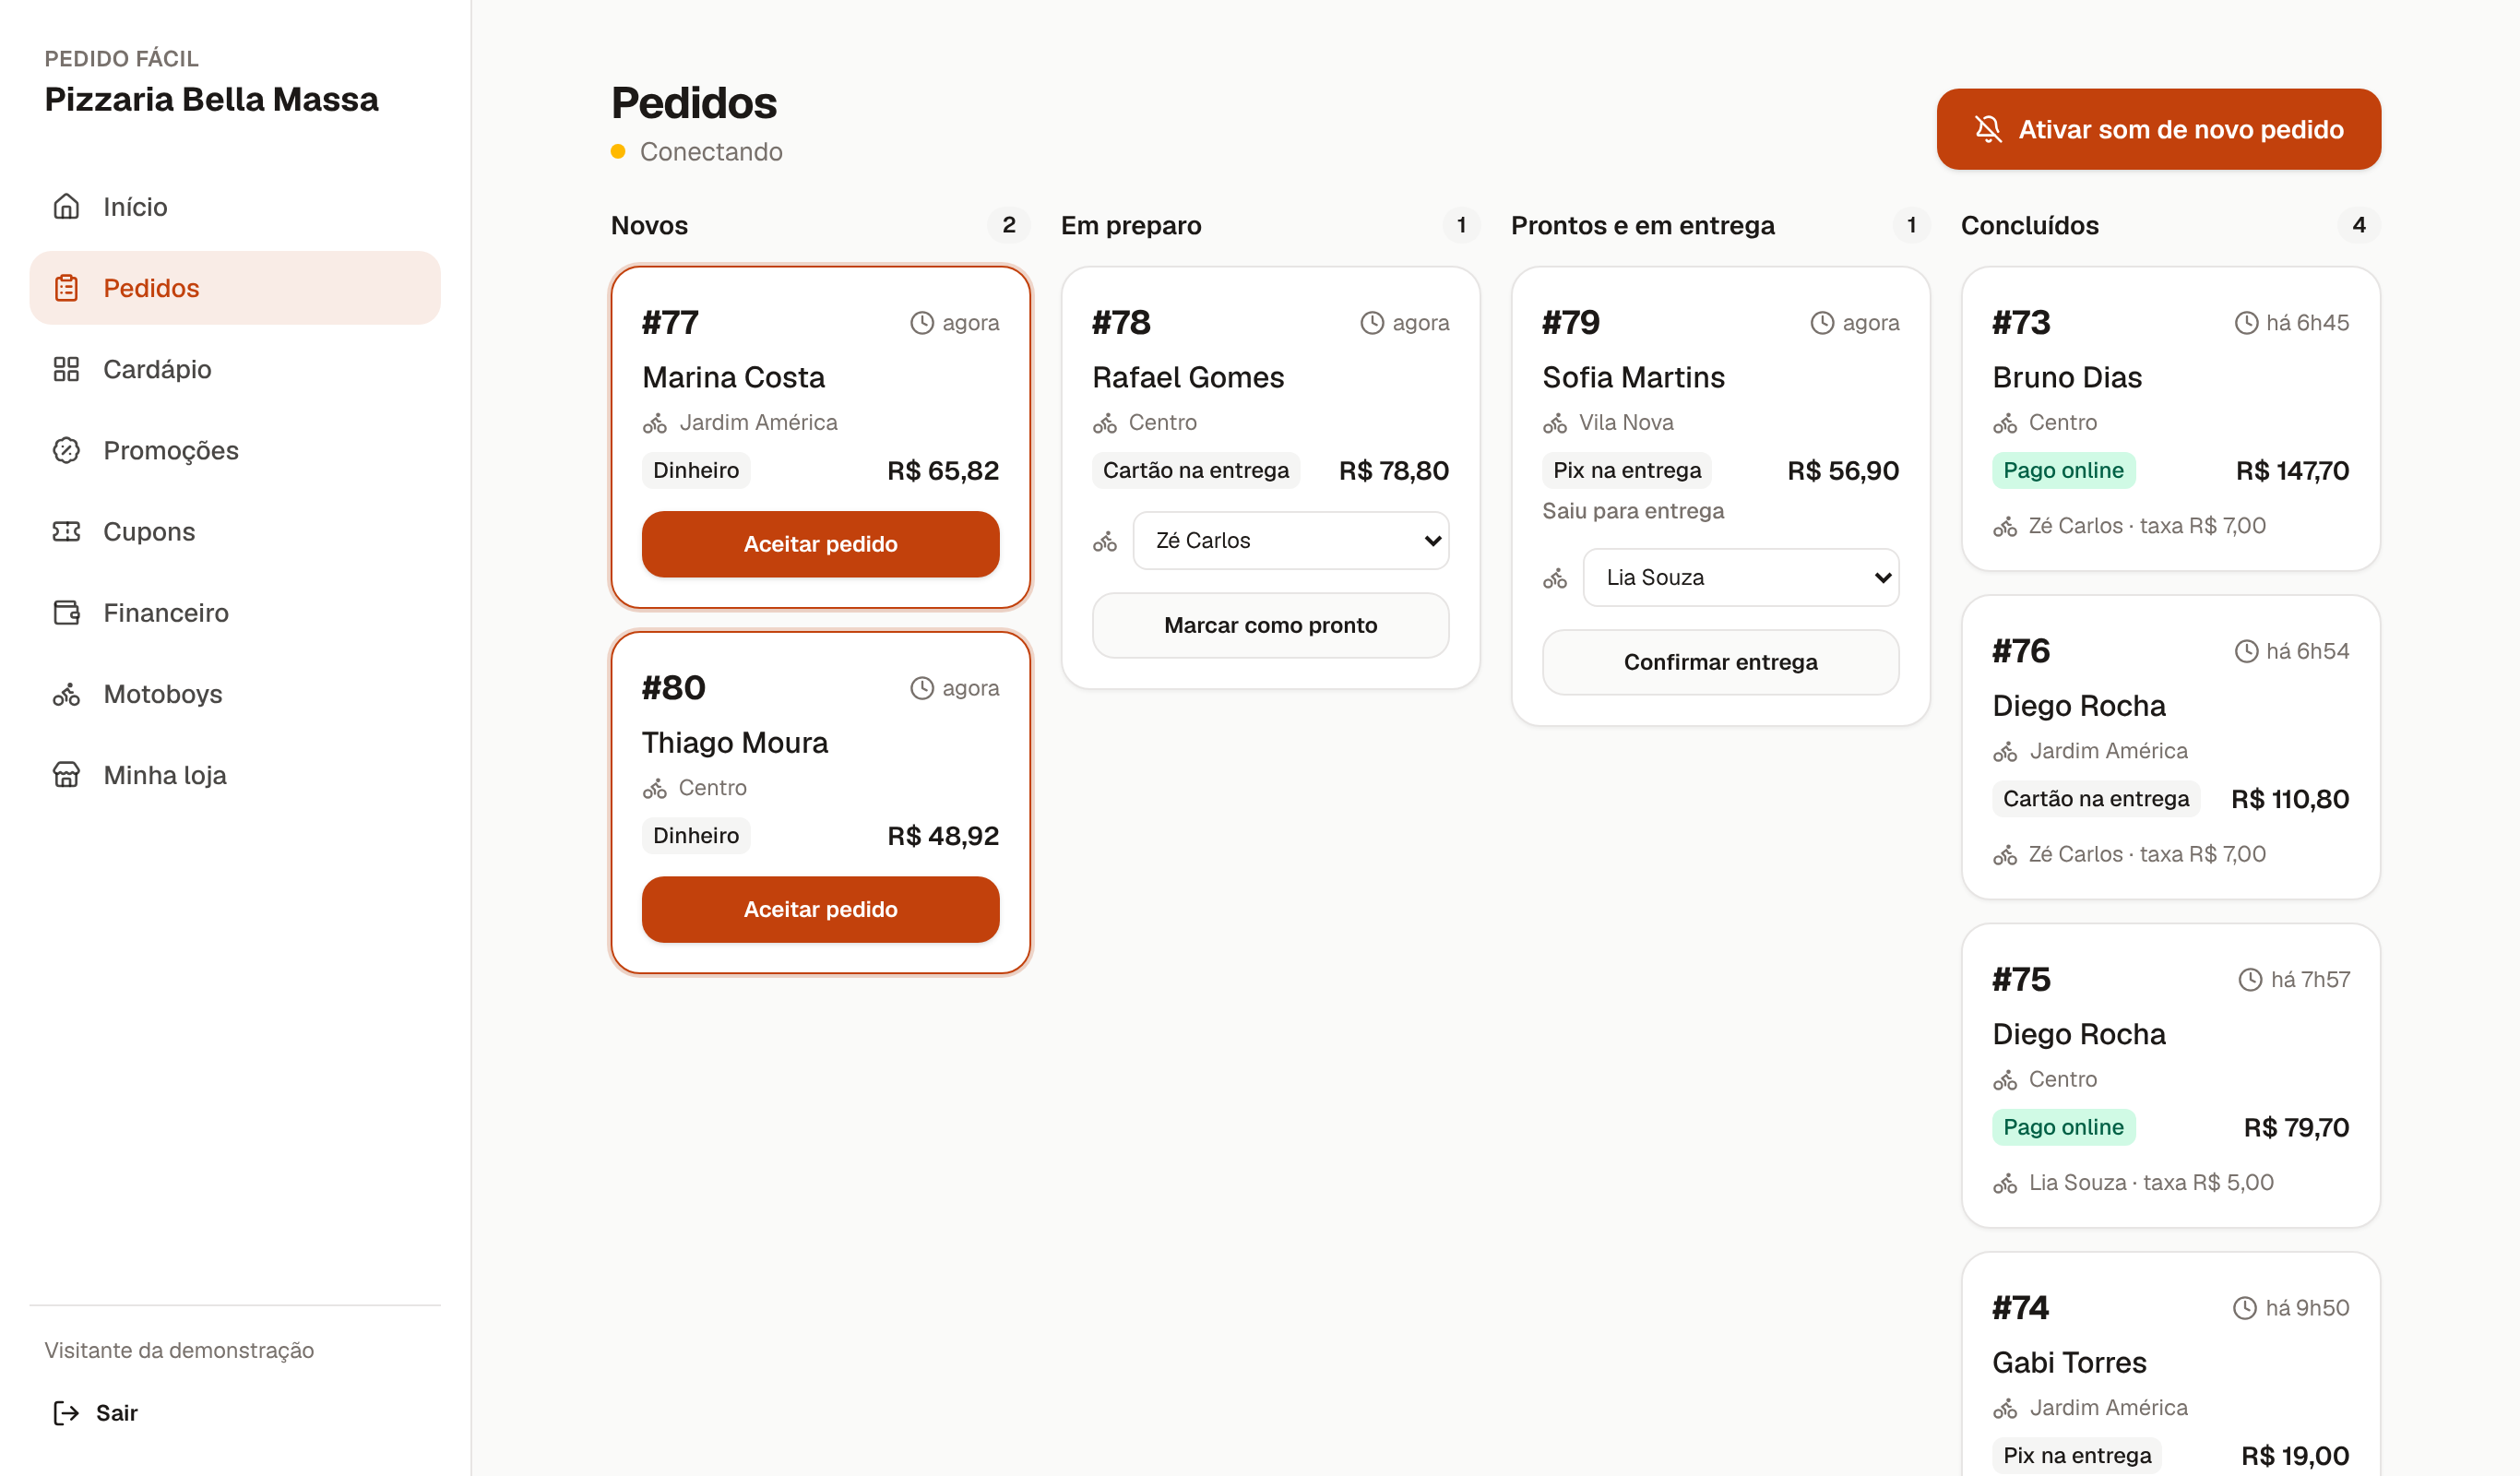 PEDIDO FÁCIL
Pizzaria Bella Massa
Início
Pedidos
Cardápio
Promoções
Cupons
Financeiro
Motoboys
Minha loja
Visitante da demonstração
Sair
Pedidos
Conectando
Ativar som de novo pedido
Novos 2
#77 agora
Marina Costa
Jardim América
Dinheiro R$ 65,82
Aceitar pedido
#80 agora
Thiago Moura
Centro
Dinheiro R$ 48,92
Aceitar pedido
Em preparo 1
#78 agora
Rafael Gomes
Centro
Cartão na entrega R$ 78,80
Zé Carlos
Marcar como pronto
Prontos e em entrega 1
#79 agora
Sofia Martins
Vila Nova
Pix na entrega R$ 56,90
Saiu para entrega
Lia Souza
Confirmar entrega
Concluídos 4
#73 há 6h45
Bruno Dias
Centro
Pago online R$ 147,70
Zé Carlos · taxa R$ 7,00
#76 há 6h54
Diego Rocha
Jardim América
Cartão na entrega R$ 110,80
Zé Carlos · taxa R$ 7,00
#75 há 7h57
Diego Rocha
Centro
Pago online R$ 79,70
Lia Souza · taxa R$ 5,00
#74 há 9h50
Gabi Torres
Jardim América
Pix na entrega R$ 19,00